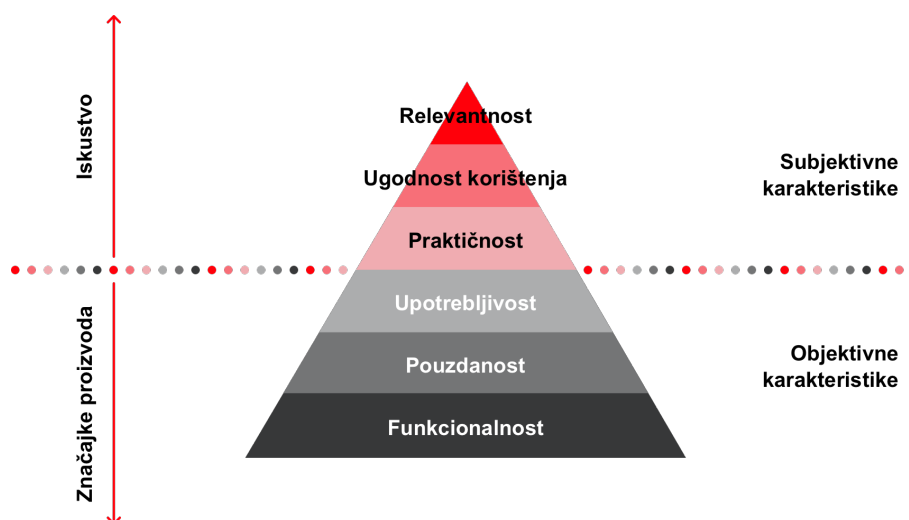 Iskustvo
Relevantnost
Ugodnost korištenja
Praktičnost
Subjektivne
karakteristike
Značajke proizvoda
Upotrebljivost
Pouzdanost
Funkcionalnost
Objektivne
karakteristike